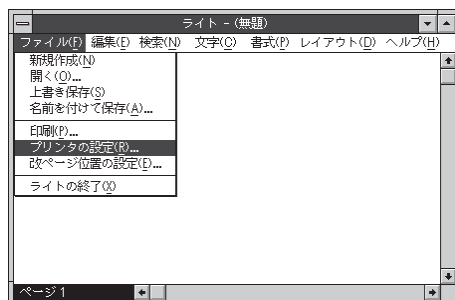 ライト - (無題)
ファイル(F) 編集(E) 検索(N) 文字(C) 書式(P) レイアウト(D) ヘルプ(H)
新規作成(N)
開く(O)...
上書き保存(S)
名前を付けて保存(A)...
印刷(P)...
プリンタの設定(R)...
改ページ位置の設定(E)...
ライトの終了(X)
ページ 1